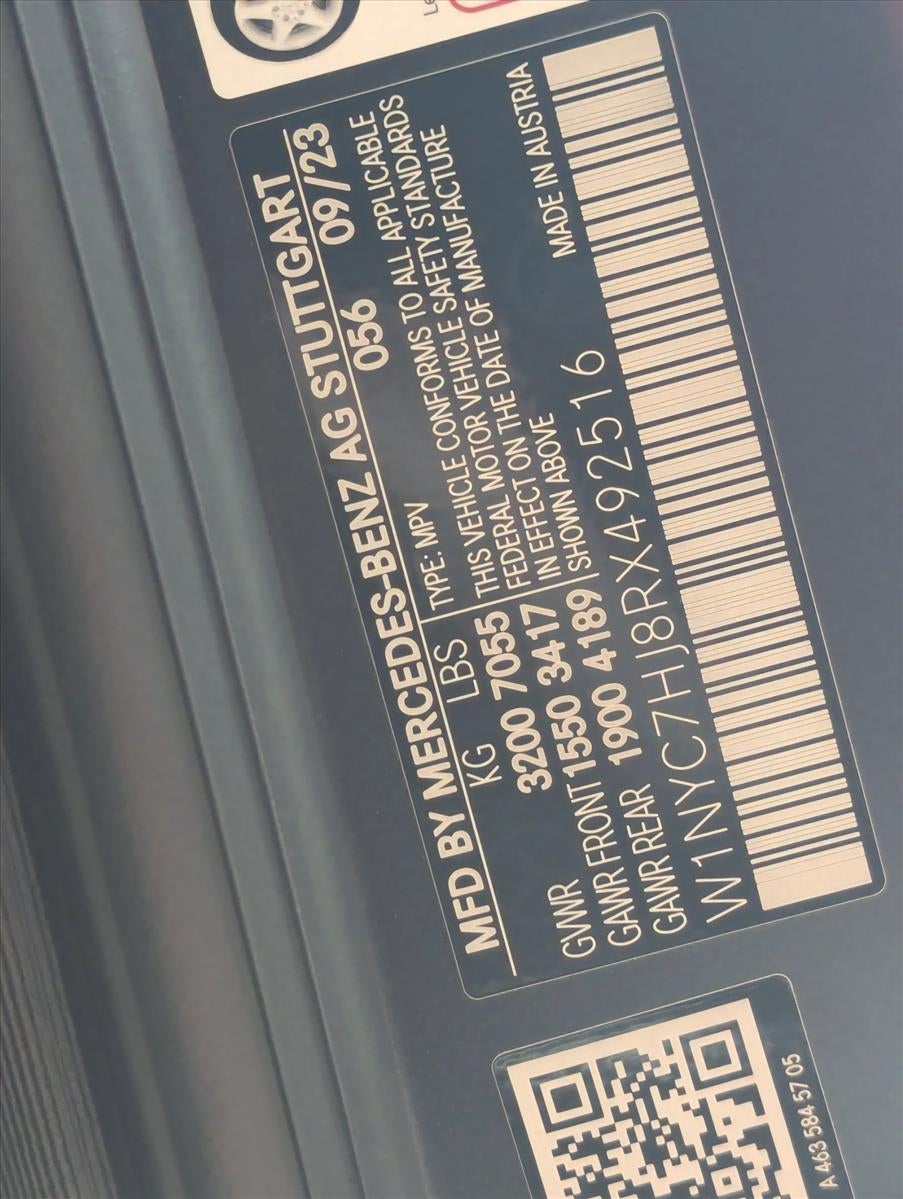 MFD BY MERCEDES-BENZ AG STUTTGART
KG LBS 056 09/23
TYPE: MPV
3200 7055
THIS VEHICLE CONFORMS TO ALL APPLICABLE
FEDERAL MOTOR VEHICLE SAFETY STANDARDS
IN EFFECT ON THE DATE OF MANUFACTURE
SHOWN ABOVE
GVWR
GAWR FRONT 1550 3417
GAWR REAR 1900 4189
MADE IN AUSTRIA
W1NYC7HJ8RX492516
A 463 584 57 05